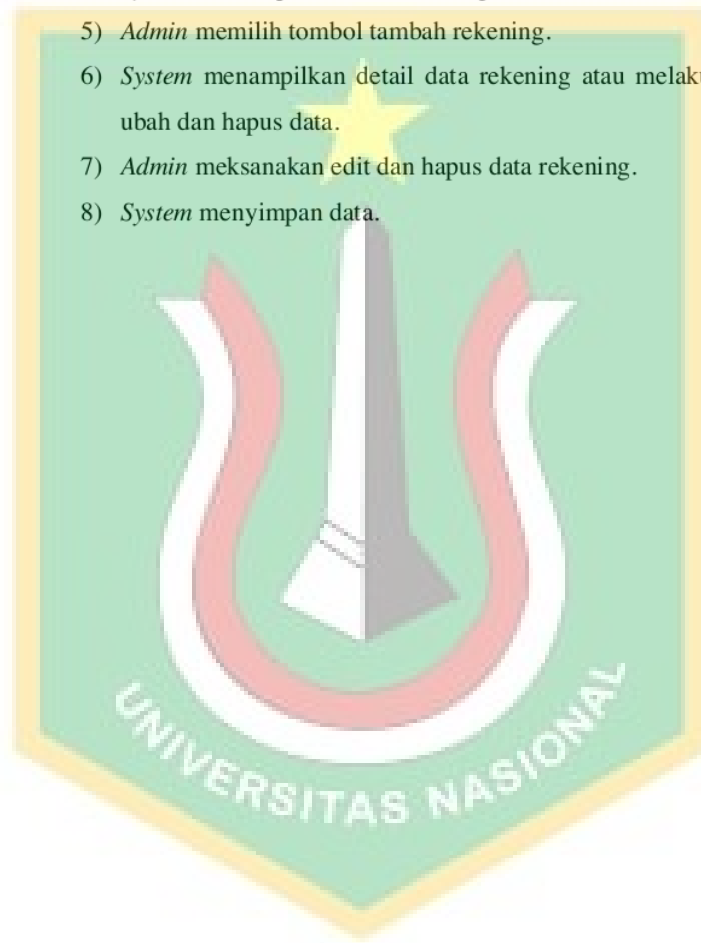 5) Admin memilih tombol tambah rekening.
6) System menampilkan detail data rekening atau
ubah dan hapus data.
7) Admin meksanakan edit dan hapus data rekening.
8) System menyimpan data.
UNIVERSITAS NASIONAL